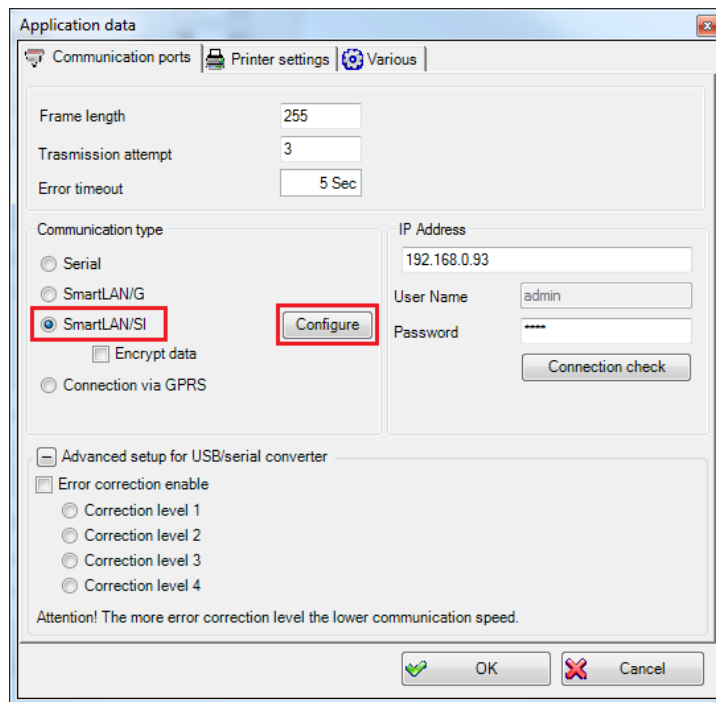 Application data
Communication ports Printer settings Various
Frame length 255
Trasmission attempt 3
Error timeout 5 Sec
Communication type
Serial
SmartLAN/G
SmartLAN/SI Configure
Encrypt data
Connection via GPRS
IP Address
192.168.0.93
User Name admin
Password ****
Connection check
Advanced setup for USB/serial converter
Error correction enable
Correction level 1
Correction level 2
Correction level 3
Correction level 4
Attention! The more error correction level the lower communication speed.
OK Cancel